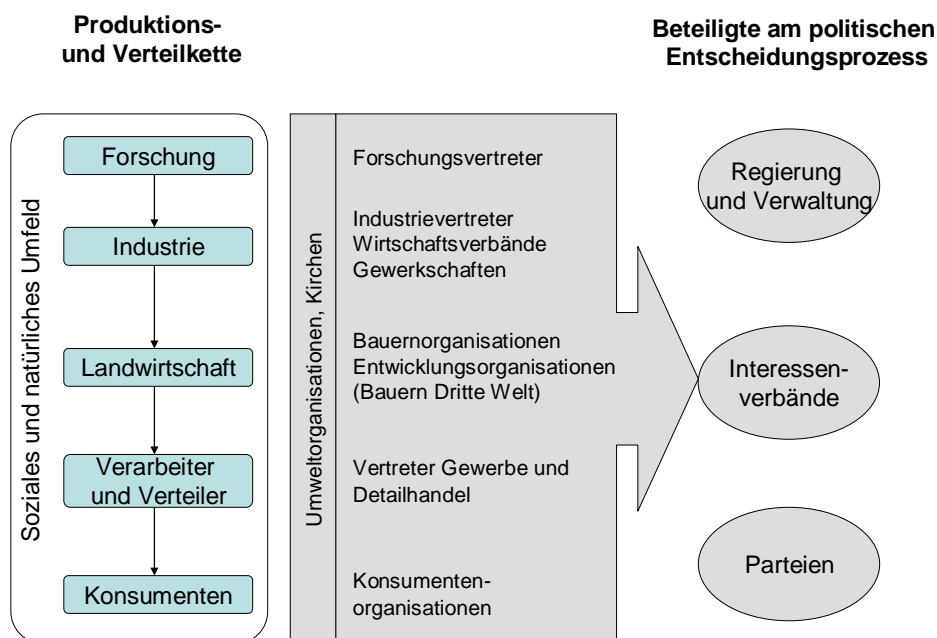 Produktions-
und Verteilkette
Beteiligte am politischen
Entscheidungsprozess
Soziales und natürliches Umfeld
Forschung
Industrie
Landwirtschaft
Verarbeiter
und Verteiler
Konsumenten
Umweltorganisationen, Kirchen
Forschungsvertreter
Industrievertreter
Wirtschaftsverbände
Gewerkschaften
Bauernorganisationen
Entwicklungsorganisationen
(Bauern Dritte Welt)
Vertreter Gewerbe und
Detailhandel
Konsumenten-
organisationen
Regierung
und Verwaltung
Interessen-
verbände
Parteien